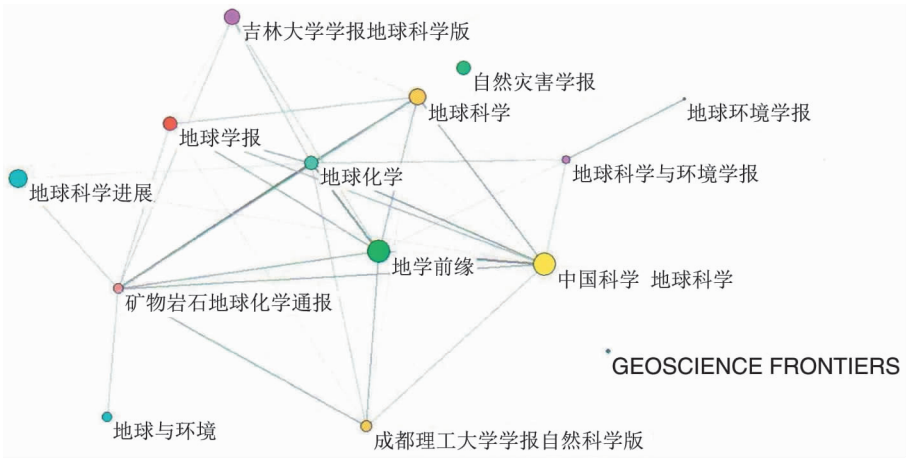 吉林大学学报地球科学版
自然灾害学报
地球科学
地球环境学报
地球学报
地球科学与环境学报
地球化学
地球科学进展
地学前缘
中国科学 地球科学
矿物岩石地球化学通报
GEOSCIENCE FRONTIERS
地球与环境
成都理工大学学报自然科学版